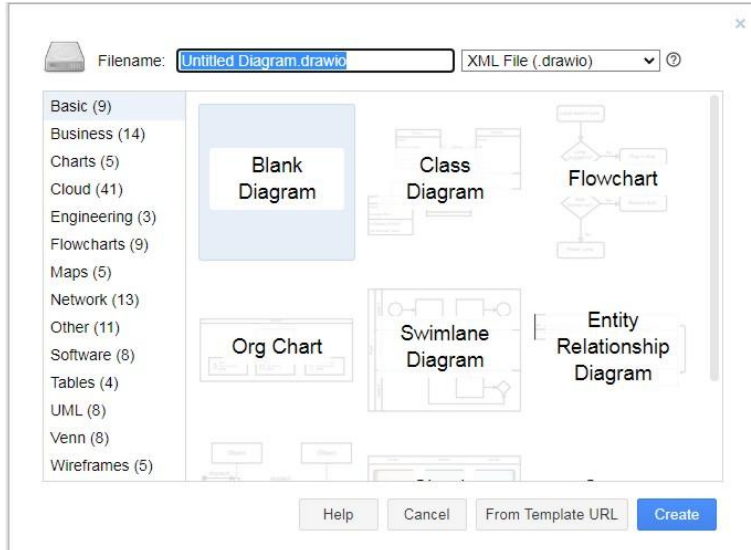 ×
Filename: Untitled Diagram.drawio XML File (.drawio)
Basic (9)
Business (14)
Charts (5)
Cloud (41)
Engineering (3)
Flowcharts (9)
Maps (5)
Network (13)
Other (11)
Software (8)
Tables (4)
UML (8)
Venn (8)
Wireframes (5)
Blank
Diagram
Class
Diagram
Flowchart
Org Chart
Swimlane
Diagram
Entity
Relationship
Diagram
Help
Cancel
From Template URL
Create